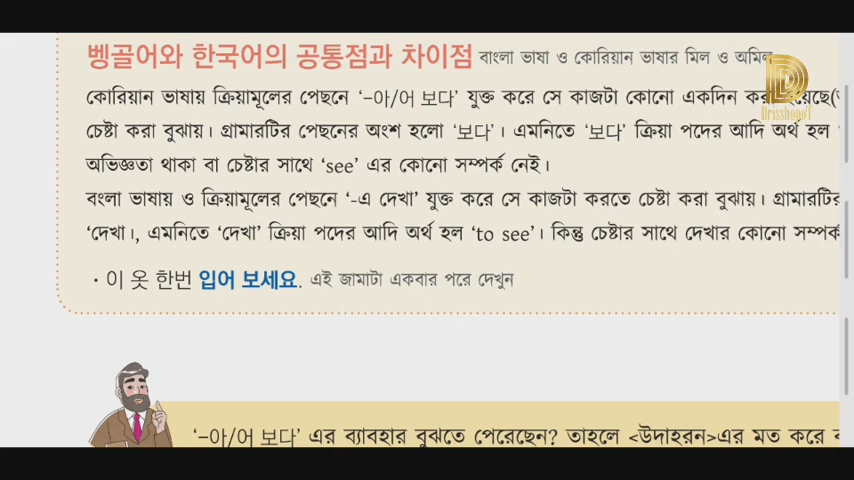 벵골어와 한국어의 공통점과 차이점 বাংলা ভাষা ও কোরিয়ান ভাষার মিল ও অমিল
কোরিয়ান ভাষায় ক্রিয়ামূলের পেছনে ‘–아/어 보다’ যুক্ত করে সে কাজটা কোনো একদিন করা হয়েছে
চেষ্টা করা বুঝায়। গ্রামারটির পেছনের অংশ হলো ‘보다’। এমনিতে ‘보다’ ক্রিয়া পদের আদি অর্থ হল
অভিজ্ঞতা থাকা বা চেষ্টার সাথে ‘see’ এর কোনো সম্পর্ক নেই।
বাংলা ভাষায় ও ক্রিয়ামূলের পেছনে ‘-এ দেখা’ যুক্ত করে সে কাজটা করতে চেষ্টা করা বুঝায়। গ্রামারটির
‘দেখা।, এমনিতে ‘দেখা’ ক্রিয়া পদের আদি অর্থ হল ‘to see’। কিন্তু চেষ্টার সাথে দেখার কোনো সম্পর্ক
· 이 옷 한번 입어 보세요. এই জামাটা একবার পরে দেখুন
‘–아/어 보다’ এর ব্যাবহার বুঝতে পেরেছেন? তাহলে <উদাহরন>এর মত করে
DrisshopoT